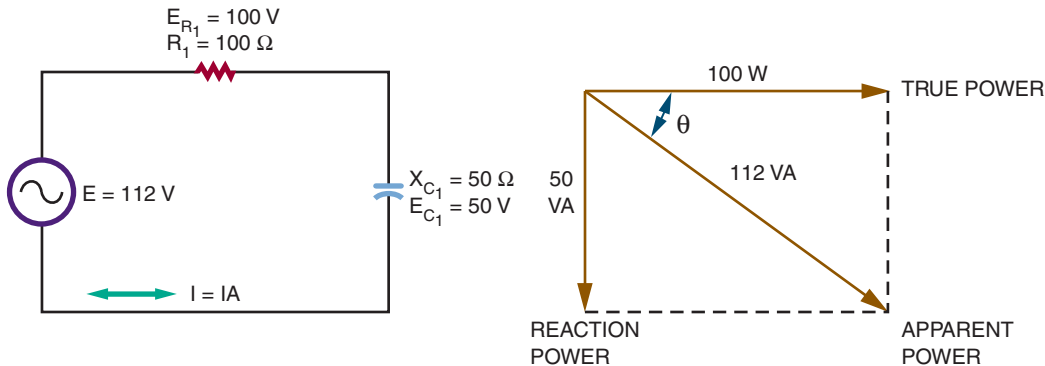 E_R1 = 100 V
R1 = 100 Ω
E = 112 V
X_C1 = 50 Ω
E_C1 = 50 V
I = IA
100 W
TRUE POWER
θ
112 VA
50
VA
REACTION
POWER
APPARENT
POWER